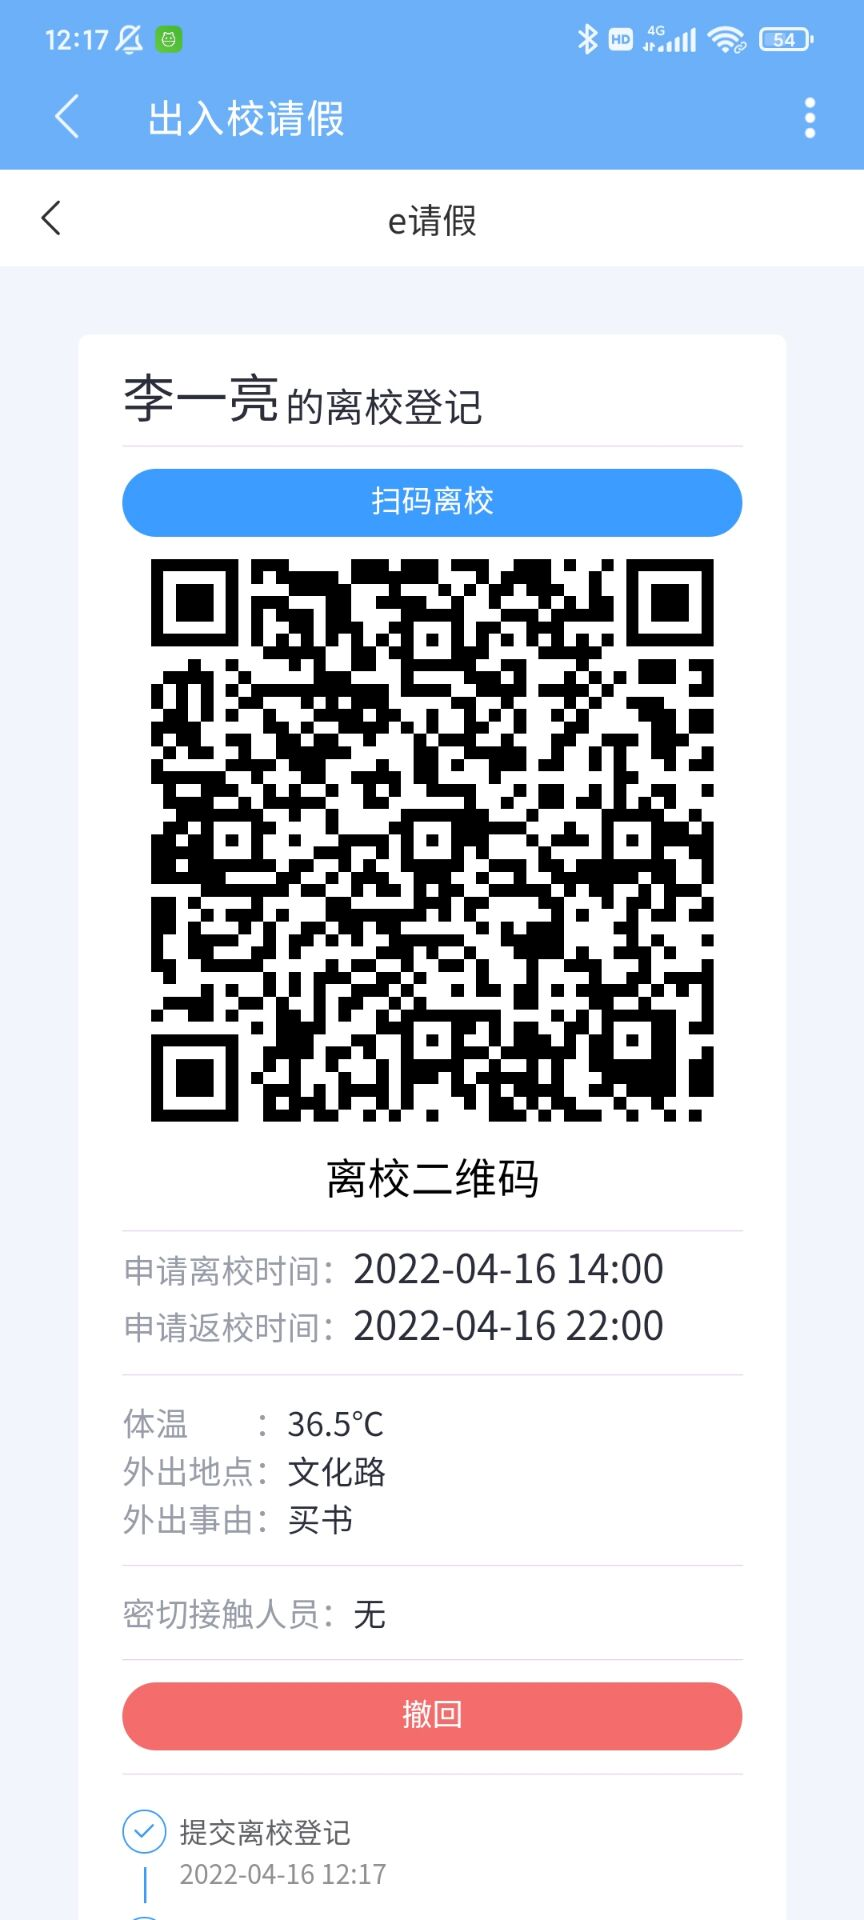 12:17 HD 4G 54
出入校请假
e请假
李一亮的离校登记
扫码离校
离校二维码
申请离校时间：2022-04-16 14:00
申请返校时间：2022-04-16 22:00
体温：36.5℃
外出地点：文化路
外出事由：买书
密切接触人员：无
撤回
提交离校登记
2022-04-16 12:17